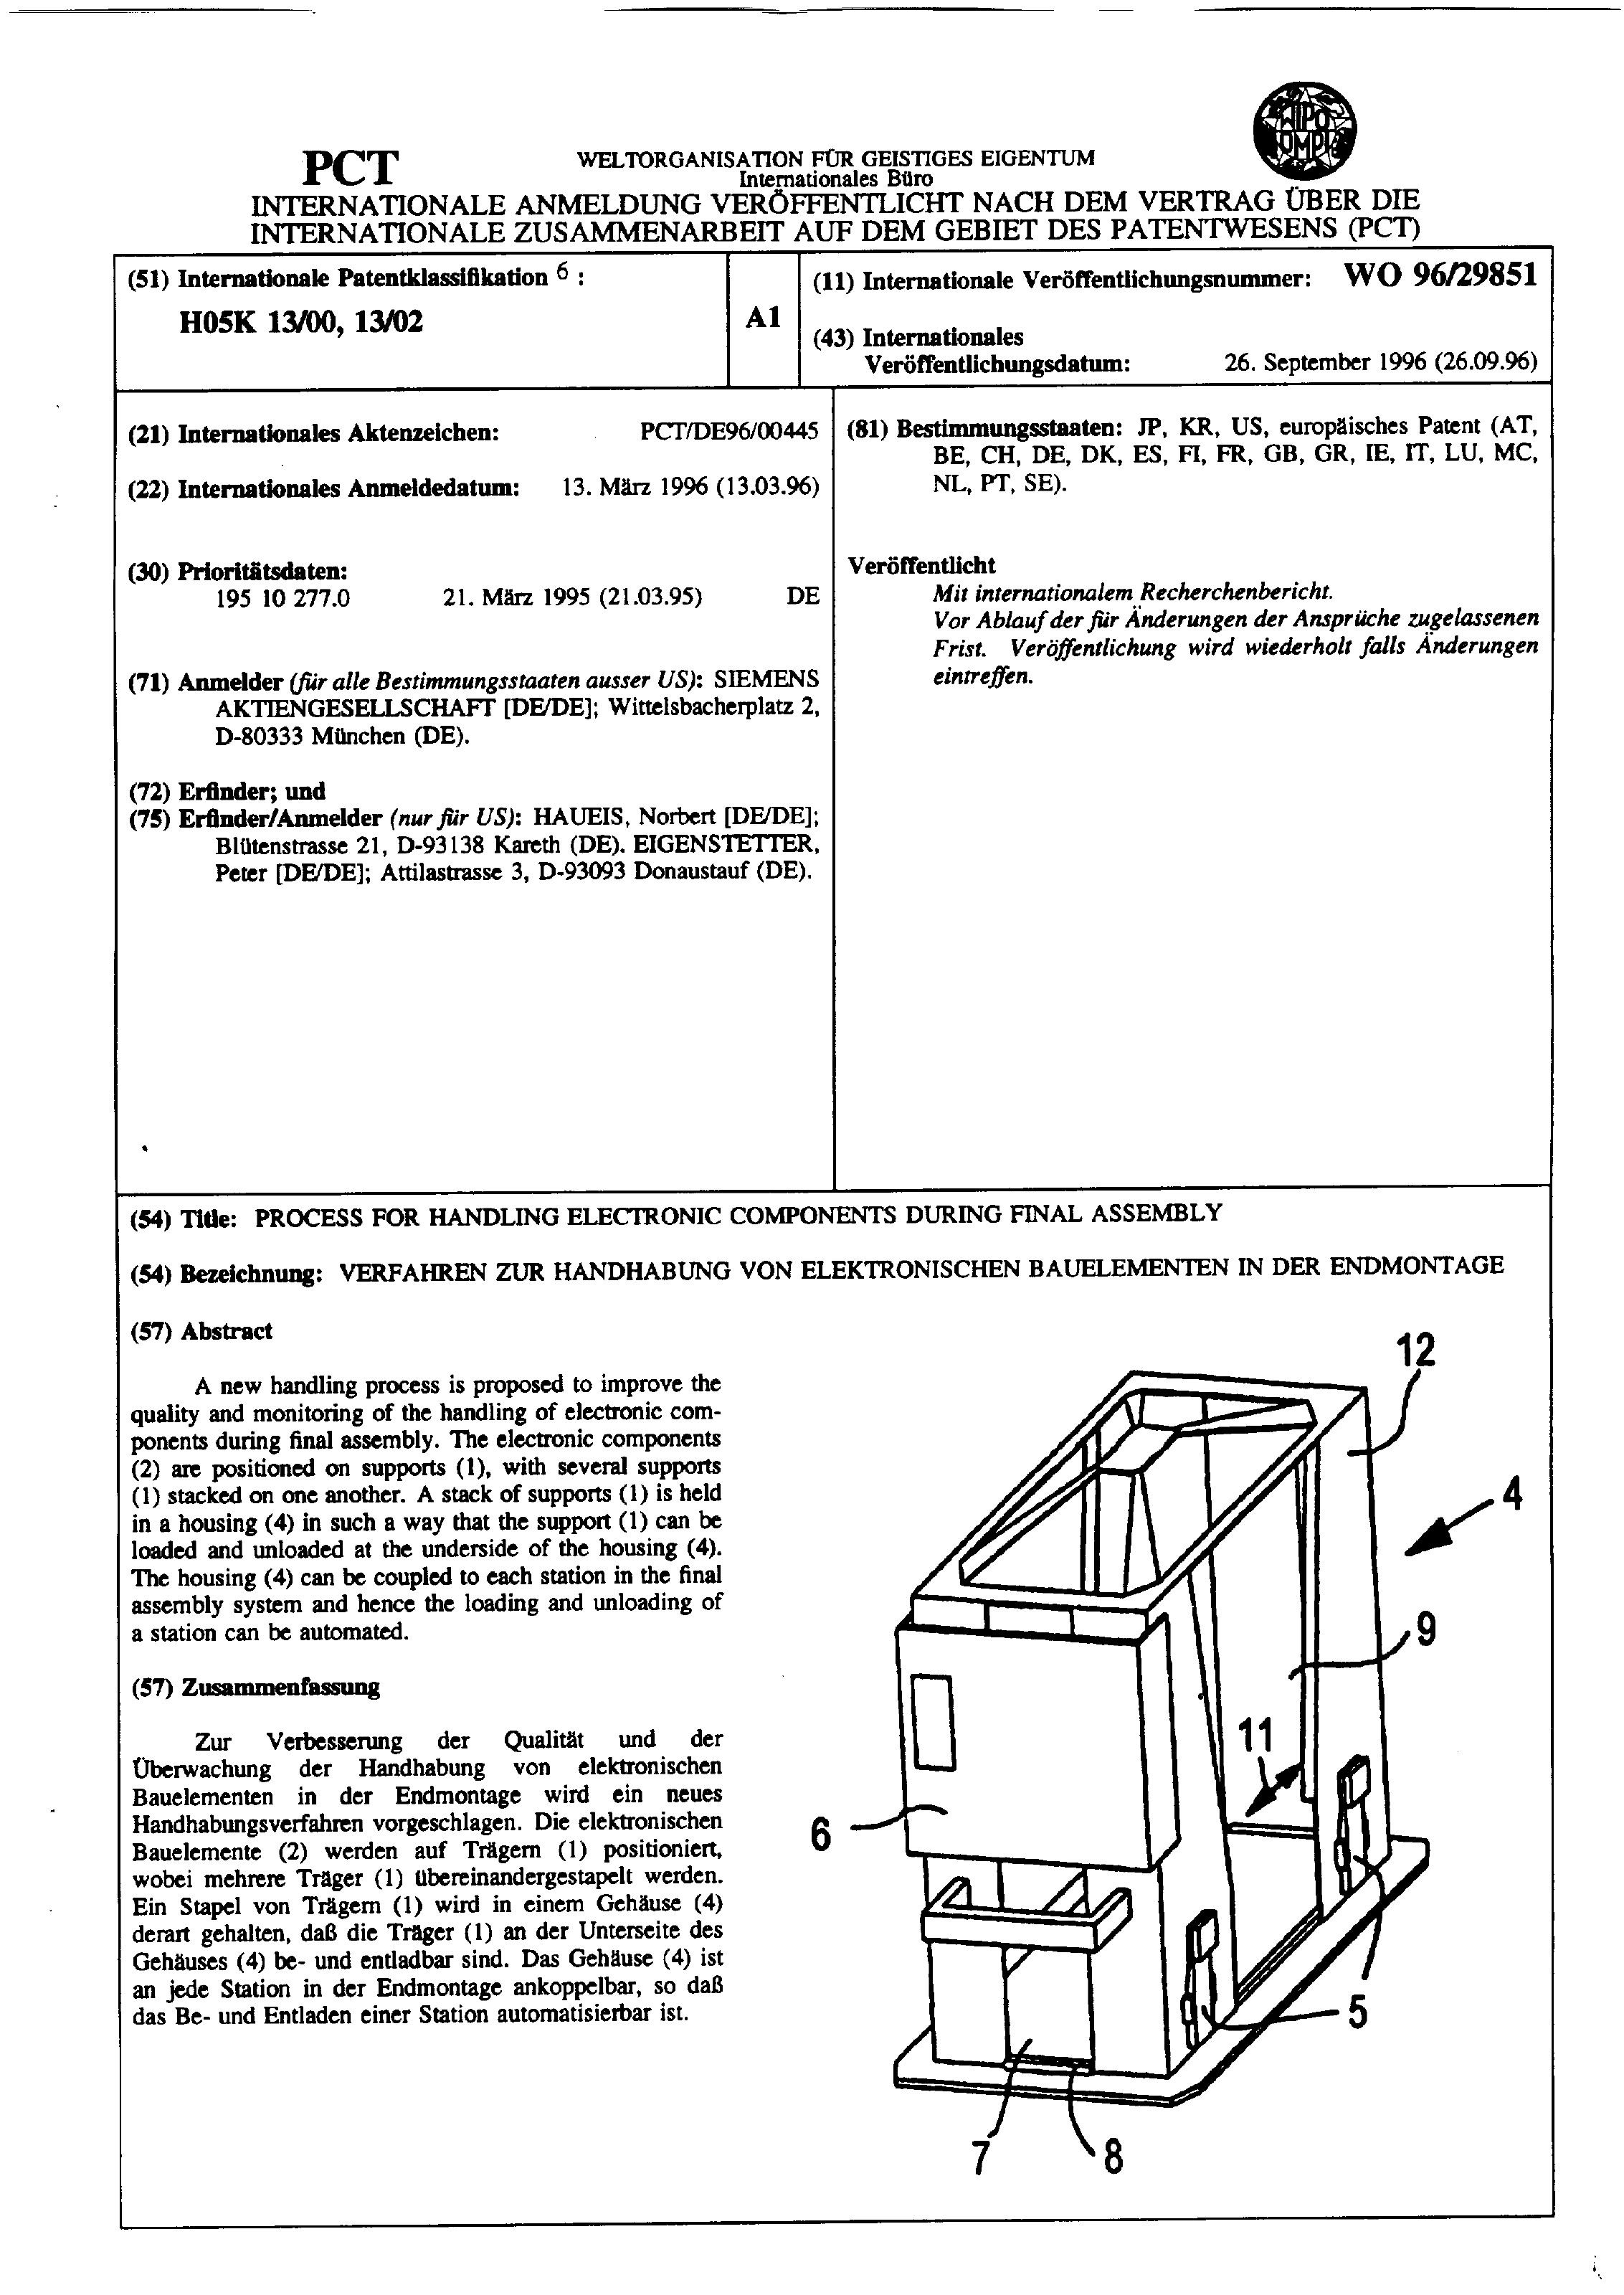 WIPO
OMPI
PCT
WELTORGANISATION FÜR GEISTIGES EIGENTUM
Internationales Büro
INTERNATIONALE ANMELDUNG VERÖFFENTLICHT NACH DEM VERTRAG ÜBER DIE
INTERNATIONALE ZUSAMMENARBEIT AUF DEM GEBIET DES PATENTWESENS (PCT)
(51) Internationale Patentklassifikation 6 :
H05K 13/00, 13/02
A1
(11) Internationale Veröffentlichungsnummer: WO 96/29851
(43) Internationales
Veröffentlichungsdatum: 26. September 1996 (26.09.96)
(21) Internationales Aktenzeichen: PCT/DE96/00445
(22) Internationales Anmeldedatum: 13. März 1996 (13.03.96)
(30) Prioritätsdaten:
195 10 277.0 21. März 1995 (21.03.95) DE
(71) Anmelder (für alle Bestimmungsstaaten ausser US): SIEMENS
AKTIENGESELLSCHAFT [DE/DE]; Wittelsbacherplatz 2,
D-80333 München (DE).
(72) Erfinder; und
(75) Erfinder/Anmelder (nur für US): HAUEIS, Norbert [DE/DE];
Blütenstrasse 21, D-93138 Kareth (DE). EIGENSTETTER,
Peter [DE/DE]; Attilastrasse 3, D-93093 Donaustauf (DE).
(81) Bestimmungsstaaten: JP, KR, US, europäisches Patent (AT,
BE, CH, DE, DK, ES, FI, FR, GB, GR, IE, IT, LU, MC,
NL, PT, SE).
Veröffentlicht
Mit internationalem Recherchenbericht.
Vor Ablauf der für Änderungen der Ansprüche zugelassenen
Frist. Veröffentlichung wird wiederholt falls Änderungen
eintreffen.
(54) Title: PROCESS FOR HANDLING ELECTRONIC COMPONENTS DURING FINAL ASSEMBLY
(54) Bezeichnung: VERFAHREN ZUR HANDHABUNG VON ELEKTRONISCHEN BAUELEMENTEN IN DER ENDMONTAGE
(57) Abstract
A new handling process is proposed to improve the
quality and monitoring of the handling of electronic com-
ponents during final assembly. The electronic components
(2) are positioned on supports (1), with several supports
(1) stacked on one another. A stack of supports (1) is held
in a housing (4) in such a way that the support (1) can be
loaded and unloaded at the underside of the housing (4).
The housing (4) can be coupled to each station in the final
assembly system and hence the loading and unloading of
a station can be automated.
(57) Zusammenfassung
Zur Verbesserung der Qualität und der
Überwachung der Handhabung von elektronischen
Bauelementen in der Endmontage wird ein neues
Handhabungsverfahren vorgeschlagen. Die elektronischen
Bauelemente (2) werden auf Trägern (1) positioniert,
wobei mehrere Träger (1) übereinandergestapelt werden.
Ein Stapel von Trägern (1) wird in einem Gehäuse (4)
derart gehalten, daß die Träger (1) an der Unterseite des
Gehäuses (4) be- und entladbar sind. Das Gehäuse (4) ist
an jede Station in der Endmontage ankoppelbar, so daß
das Be- und Entladen einer Station automatisierbar ist.
12
4
9
11
6
5
7
8